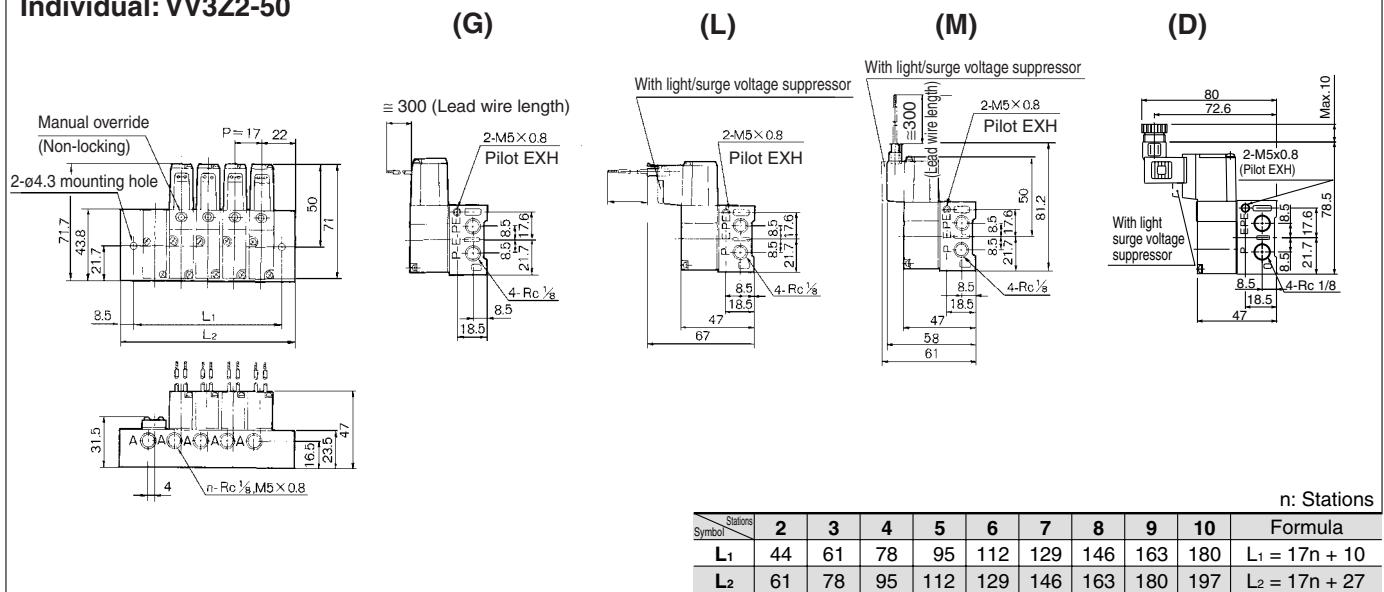 Individual: VV3Z2-50
(G)
(L)
(M)
(D)
Manual override
(Non-locking)
2-ø4.3 mounting hole
P=17
22
50
71
71.7
43.8
21.7
8.5
L₁
L₂
31.5
A A A A A
16.5
23.5
47
4
n-Rc ⅛, M5×0.8
≅ 300 (Lead wire length)
2-M5×0.8
Pilot EXH
P E PE
8.5
17.6
8.5
21.7
4-Rc ⅛
8.5
18.5
With light/surge voltage suppressor
2-M5×0.8
Pilot EXH
P E PE
8.5
17.6
8.5
21.7
4-Rc ⅛
8.5
18.5
47
67
With light/surge voltage suppressor
≅300
(Lead wire length)
2-M5×0.8
Pilot EXH
50
81.2
P E PE
8.5
17.6
8.5
21.7
8.5
4-Rc ⅛
18.5
47
58
61
80
72.6
Max.10
2-M5x0.8
(Pilot EXH)
78.5
With light
surge voltage
suppressor
P E PE
8.5
17.6
8.5
21.7
8.5
4-Rc 1/8
18.5
47
n: Stations
Symbol Stations 2 3 4 5 6 7 8 9 10 Formula
L₁ 44 61 78 95 112 129 146 163 180 L₁ = 17n + 10
L₂ 61 78 95 112 129 146 163 180 197 L₂ = 17n + 27